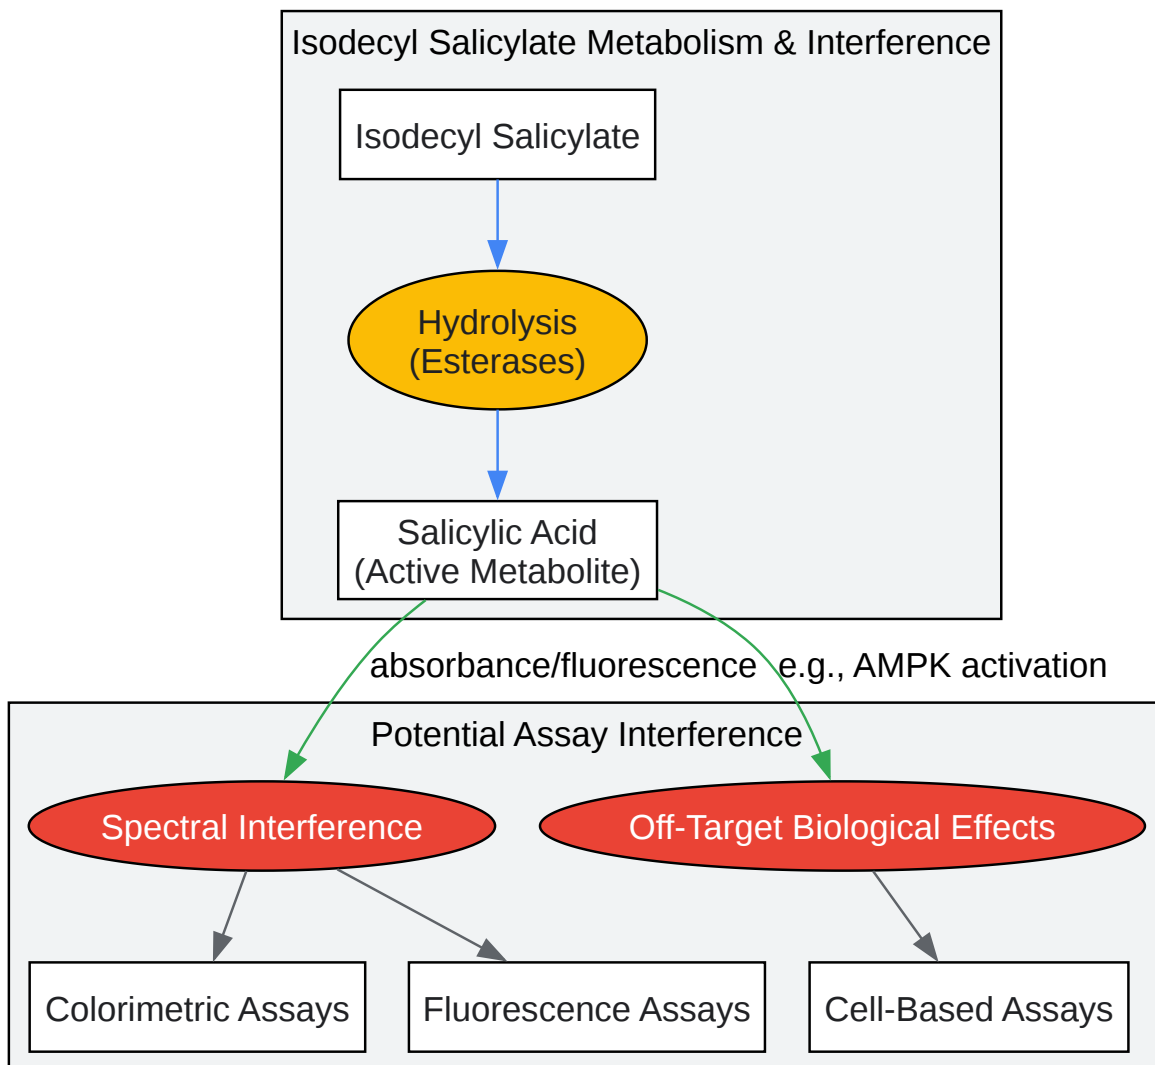 Isodecyl Salicylate Metabolism & Interference
Isodecyl Salicylate
Hydrolysis
(Esterases)
Salicylic Acid
(Active Metabolite)
absorbance/fluorescence
e.g., AMPK activation
Potential Assay Interference
Spectral Interference
Off-Target Biological Effects
Colorimetric Assays
Fluorescence Assays
Cell-Based Assays